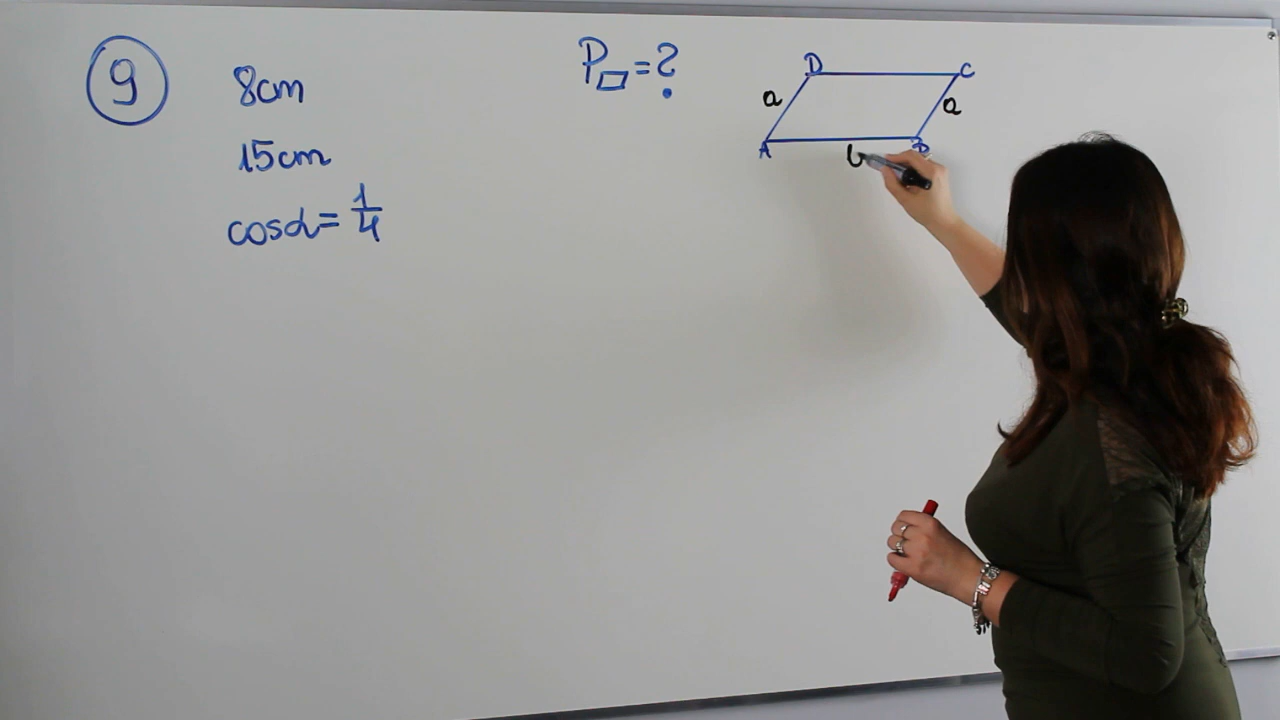 9
8cm
15cm
cosα = 1/4
P▱ = ?
D C
a a
A B
b